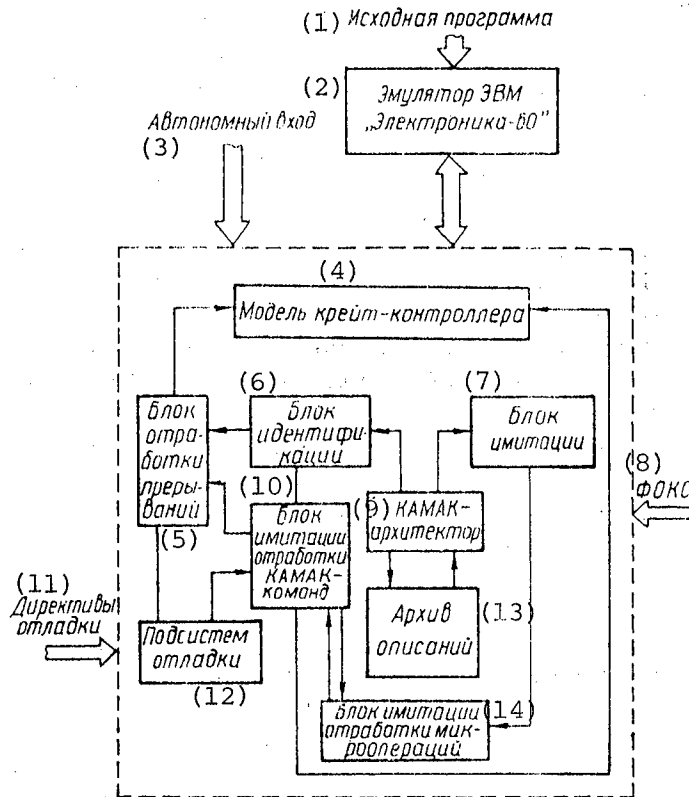 (1) Исходная программа
(2)
Эмулятор ЭВМ
„Электроника-60"
Автономный вход
(3)
(4)
Модель крейт-контроллера
(6)
(7)
Блок
отра-
ботки
преры-
ваний
(5)
Блок
идентифи-
кации
Блок
имитации
(8)
ФОКС
(10)
Блок
имитации
отработки
КАМАК-
команд
(9)
КАМАК-
архитектор
(11)
Директивы
отладки
Подсистем
отладки
(12)
Архив
описаний
(13)
Блок имитации
отработки мик-
роопераций
(14)